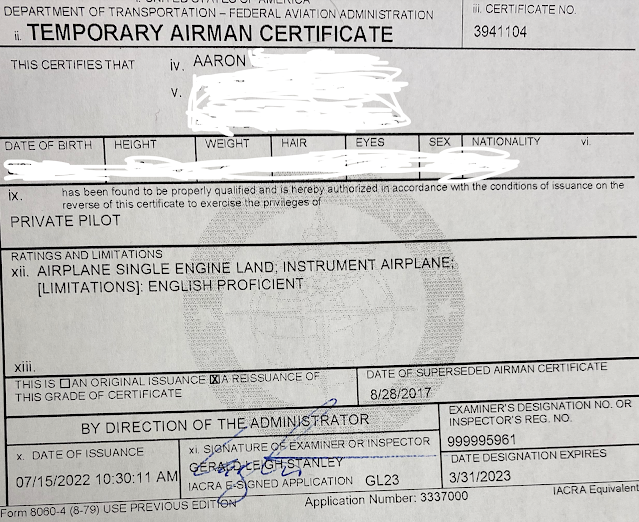 UNITED STATES OF AMERICA
DEPARTMENT OF TRANSPORTATION – FEDERAL AVIATION ADMINISTRATION
ii. TEMPORARY AIRMAN CERTIFICATE
iii. CERTIFICATE NO.
3941104
THIS CERTIFIES THAT iv. AARON
v.
DATE OF BIRTH HEIGHT WEIGHT HAIR EYES SEX NATIONALITY vi.
ix. has been found to be properly qualified and is hereby authorized in accordance with the conditions of issuance on the
reverse of this certificate to exercise the privileges of
PRIVATE PILOT
RATINGS AND LIMITATIONS
xii. AIRPLANE SINGLE ENGINE LAND; INSTRUMENT AIRPLANE;
[LIMITATIONS]: ENGLISH PROFICIENT
xiii.
THIS IS ☐AN ORIGINAL ISSUANCE ☒A REISSUANCE OF
THIS GRADE OF CERTIFICATE
DATE OF SUPERSEDED AIRMAN CERTIFICATE
8/28/2017
BY DIRECTION OF THE ADMINISTRATOR
EXAMINER'S DESIGNATION NO. OR
INSPECTOR'S REG. NO.
999995961
x. DATE OF ISSUANCE
07/15/2022 10:30:11 AM
xi. SIGNATURE OF EXAMINER OR INSPECTOR
GERALD LEIGH STANLEY
IACRA E-SIGNED APPLICATION GL23
DATE DESIGNATION EXPIRES
3/31/2023
Form 8060-4 (8-79) USE PREVIOUS EDITION
Application Number: 3337000
IACRA Equivalent